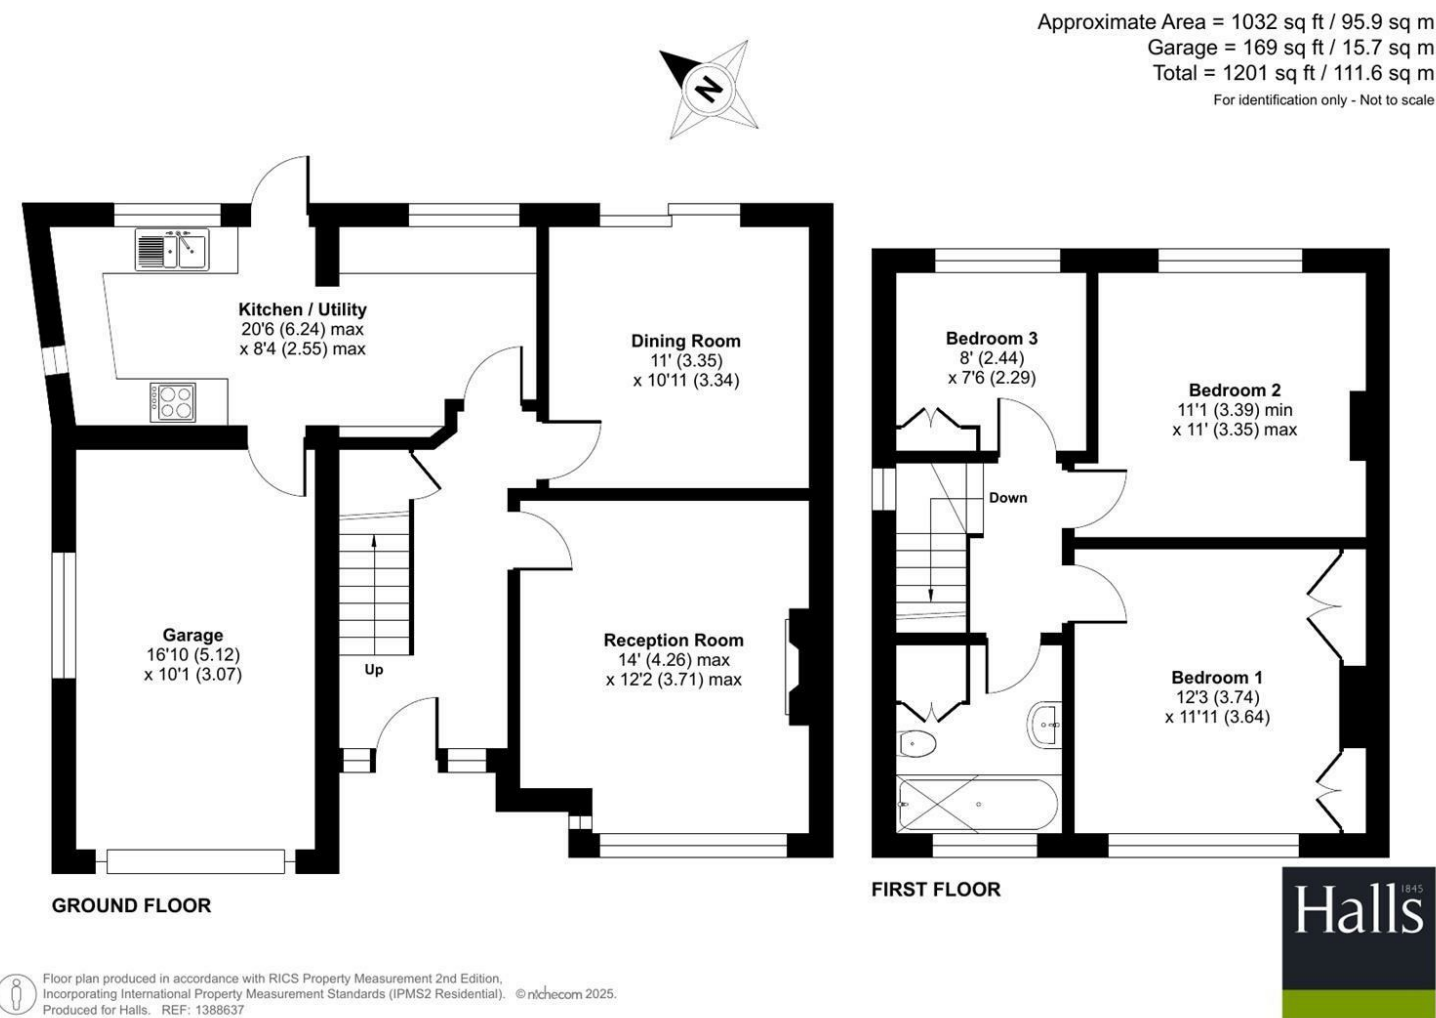 Approximate Area = 1032 sq ft / 95.9 sq m
Garage = 169 sq ft / 15.7 sq m
Total = 1201 sq ft / 111.6 sq m
For identification only - Not to scale
N
Kitchen / Utility
20'6 (6.24) max
x 8'4 (2.55) max
Dining Room
11' (3.35)
x 10'11 (3.34)
Garage
16'10 (5.12)
x 10'1 (3.07)
Up
Reception Room
14' (4.26) max
x 12'2 (3.71) max
GROUND FLOOR
Bedroom 3
8' (2.44)
x 7'6 (2.29)
Bedroom 2
11'1 (3.39) min
x 11' (3.35) max
Down
Bedroom 1
12'3 (3.74)
x 11'11 (3.64)
FIRST FLOOR
1845
Halls
Floor plan produced in accordance with RICS Property Measurement 2nd Edition,
Incorporating International Property Measurement Standards (IPMS2 Residential). © nichecom 2025.
Produced for Halls. REF: 1388637